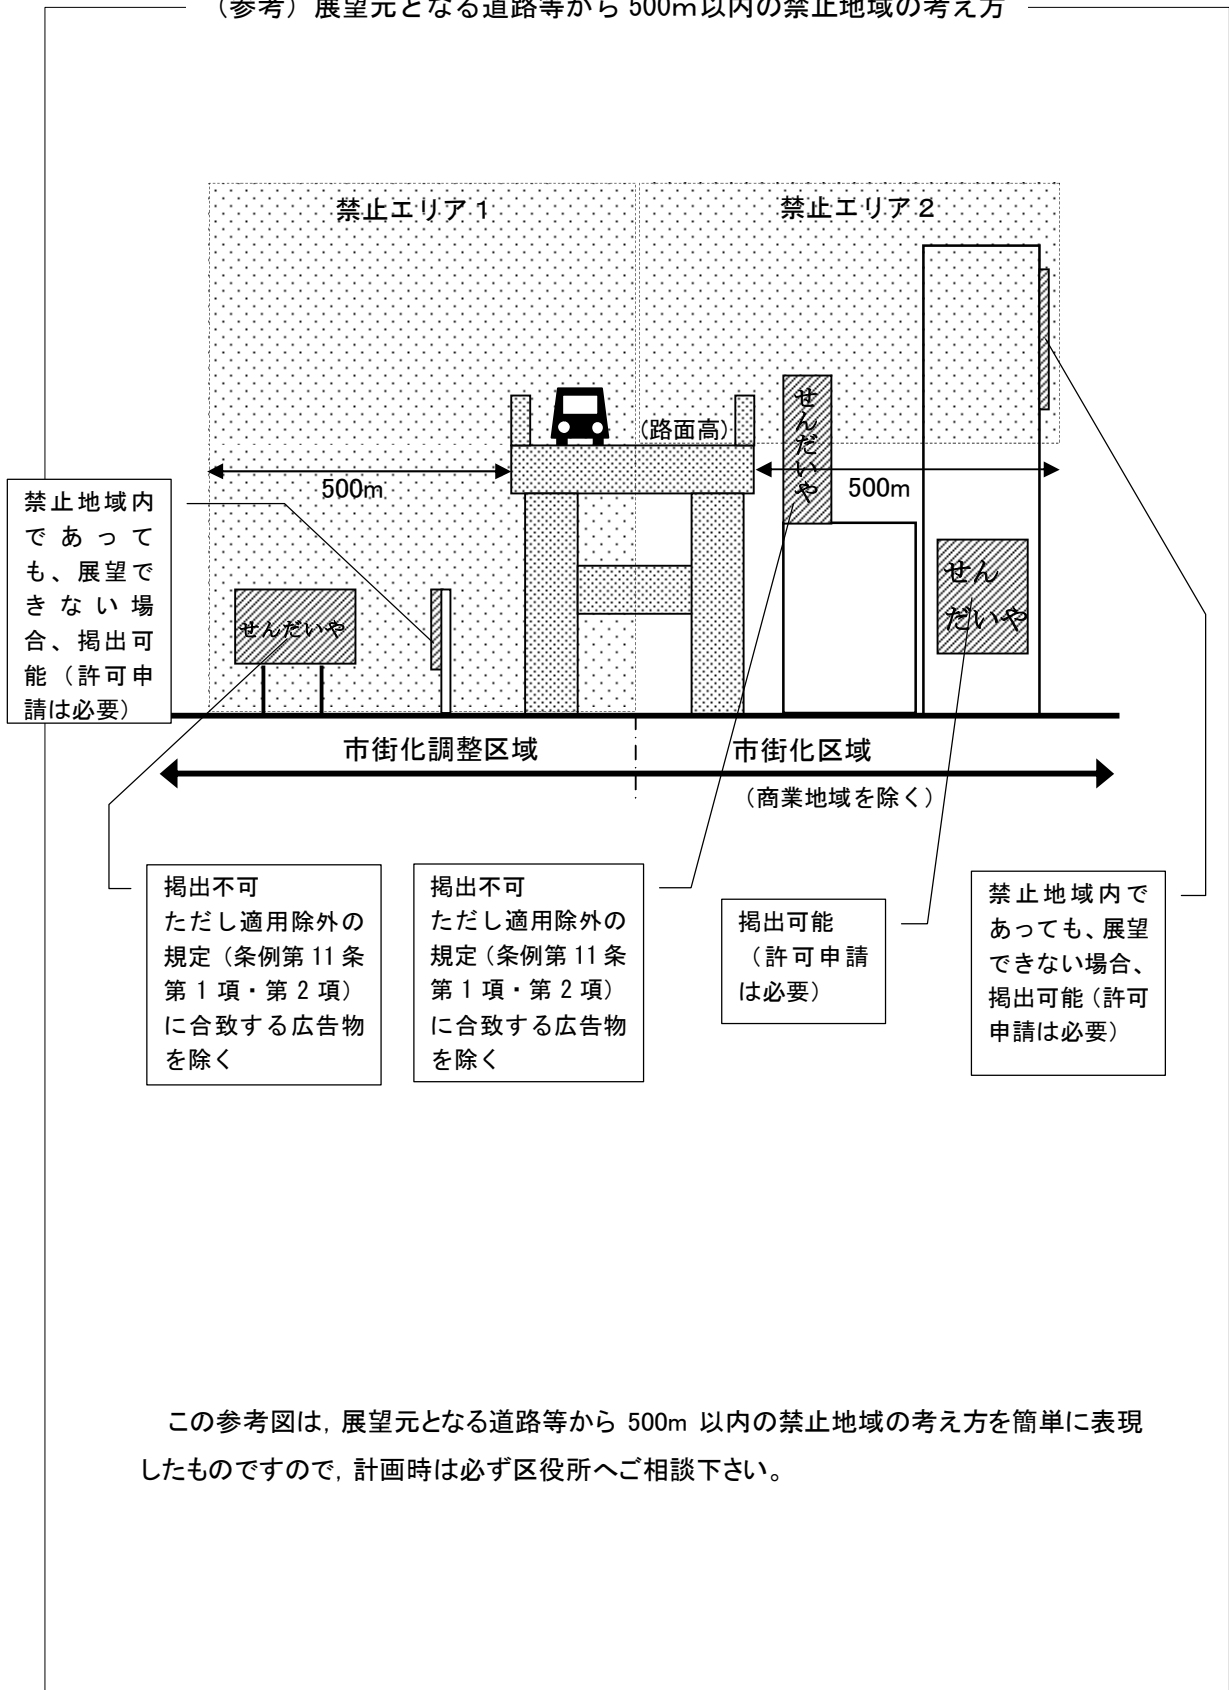 （参考）展望元となる道路等から500ｍ以内の禁止地域の考え方
禁止エリア１
禁止エリア２
せんだいや
（路面高）
500m
500m
禁止地域内
であって
も、展望で
きない場
合、掲出可
能（許可申
請は必要）
せんだいや
せん
だいや
市街化調整区域
市街化区域
（商業地域を除く）
掲出不可
ただし適用除外の
規定（条例第11条
第１項・第２項）
に合致する広告物
を除く
掲出不可
ただし適用除外の
規定（条例第11条
第１項・第２項）
に合致する広告物
を除く
掲出可能
（許可申請
は必要）
禁止地域内で
あっても、展望
できない場合、
掲出可能（許可
申請は必要）
この参考図は，展望元となる道路等から 500m 以内の禁止地域の考え方を簡単に表現
したものですので，計画時は必ず区役所へご相談下さい。